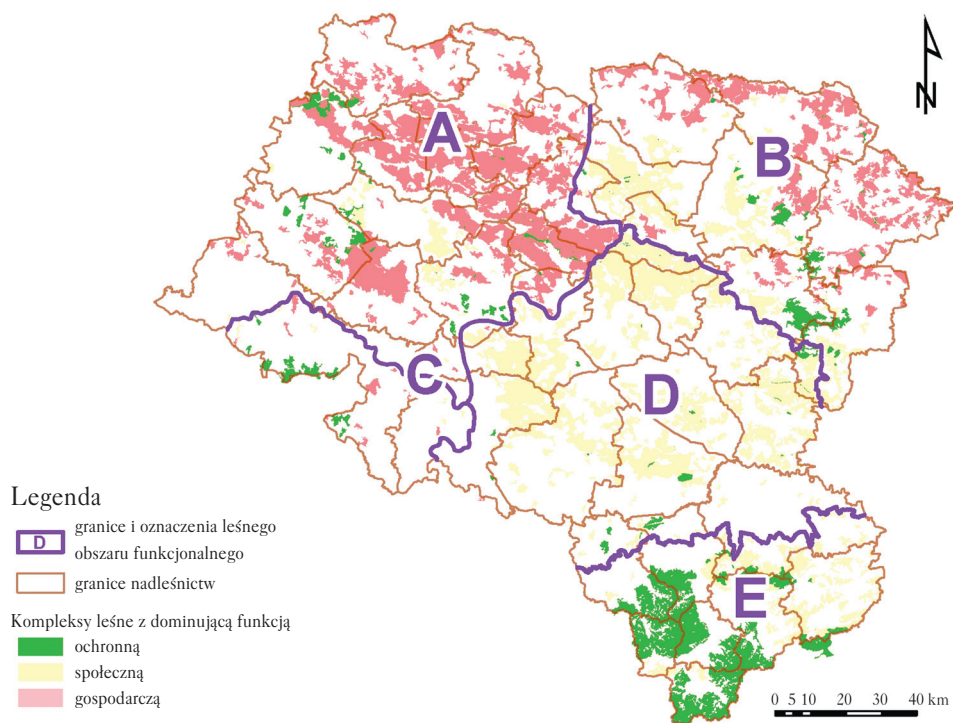 A
B
C
D
E
N
Legenda
D
granice i oznaczenia leśnego
obszaru funkcjonalnego
granice nadleśnictw
Kompleksy leśne z dominującą funkcją
ochronną
społeczną
gospodarczą
0 5 10 20 30 40 km